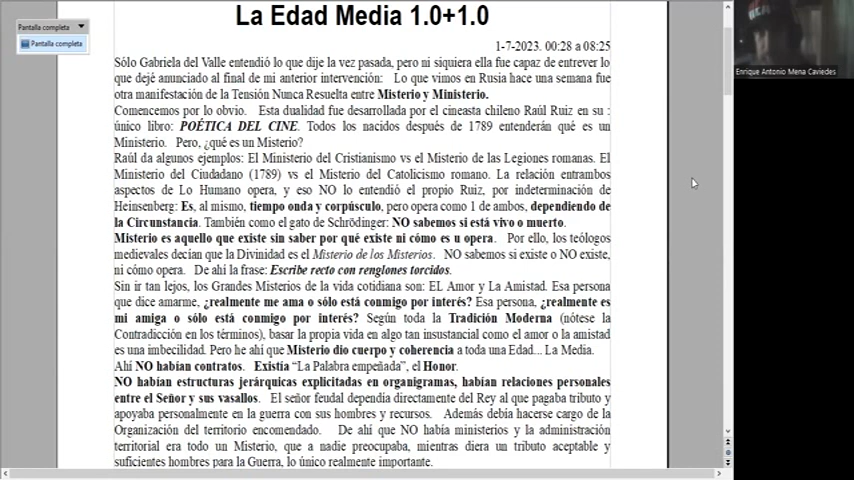 La Edad Media 1.0+1.0
Pantalla completa
Pantalla completa
1-7-2023. 00:28 a 08:25
Sólo Gabriela del Valle entendió lo que dije la vez pasada, pero ni siquiera ella fue capaz de entrever lo
que dejé anunciado al final de mi anterior intervención: Lo que vimos en Rusia hace una semana fue
otra manifestación de la Tensión Nunca Resuelta entre Misterio y Ministerio.
Comencemos por lo obvio. Esta dualidad fue desarrollada por el cineasta chileno Raúl Ruiz en su :
único libro: POÉTICA DEL CINE. Todos los nacidos después de 1789 entenderán qué es un
Ministerio. Pero, ¿qué es un Misterio?
Raúl da algunos ejemplos: El Ministerio del Cristianismo vs el Misterio de las Legiones romanas. El
Ministerio del Ciudadano (1789) vs el Misterio del Catolicismo romano. La relación entrambos
aspectos de Lo Humano opera, y eso NO lo entendió el propio Ruiz, por indeterminación de
Heinsenberg: Es, al mismo, tiempo onda y corpúsculo, pero opera como 1 de ambos, dependiendo de
la Circunstancia. También como el gato de Schrödinger: NO sabemos si está vivo o muerto.
Misterio es aquello que existe sin saber por qué existe ni cómo es u opera. Por ello, los teólogos
medievales decían que la Divinidad es el Misterio de los Misterios. NO sabemos si existe o NO existe,
ni cómo opera. De ahí la frase: Escribe recto con renglones torcidos.
Sin ir tan lejos, los Grandes Misterios de la vida cotidiana son: EL Amor y La Amistad. Esa persona
que dice amarme, ¿realmente me ama o sólo está conmigo por interés? Esa persona, ¿realmente es
mi amiga o sólo está conmigo por interés? Según toda la Tradición Moderna (nótese la
Contradicción en los términos), basar la propia vida en algo tan insustancial como el amor o la amistad
es una imbecilidad. Pero he ahí que Misterio dio cuerpo y coherencia a toda una Edad... La Media.
Ahí NO habían contratos. Existía “La Palabra empeñada”, el Honor.
NO habían estructuras jerárquicas explicitadas en organigramas, habían relaciones personales
entre el Señor y sus vasallos. El señor feudal dependía directamente del Rey al que pagaba tributo y
apoyaba personalmente en la guerra con sus hombres y recursos. Además debía hacerse cargo de la
Organización del territorio encomendado. De ahí que NO había ministerios y la administración
territorial era todo un Misterio, que a nadie preocupaba, mientras diera un tributo aceptable y
suficientes hombres para la Guerra, lo único realmente importante.
Enrique Antonio Mena Caviedes